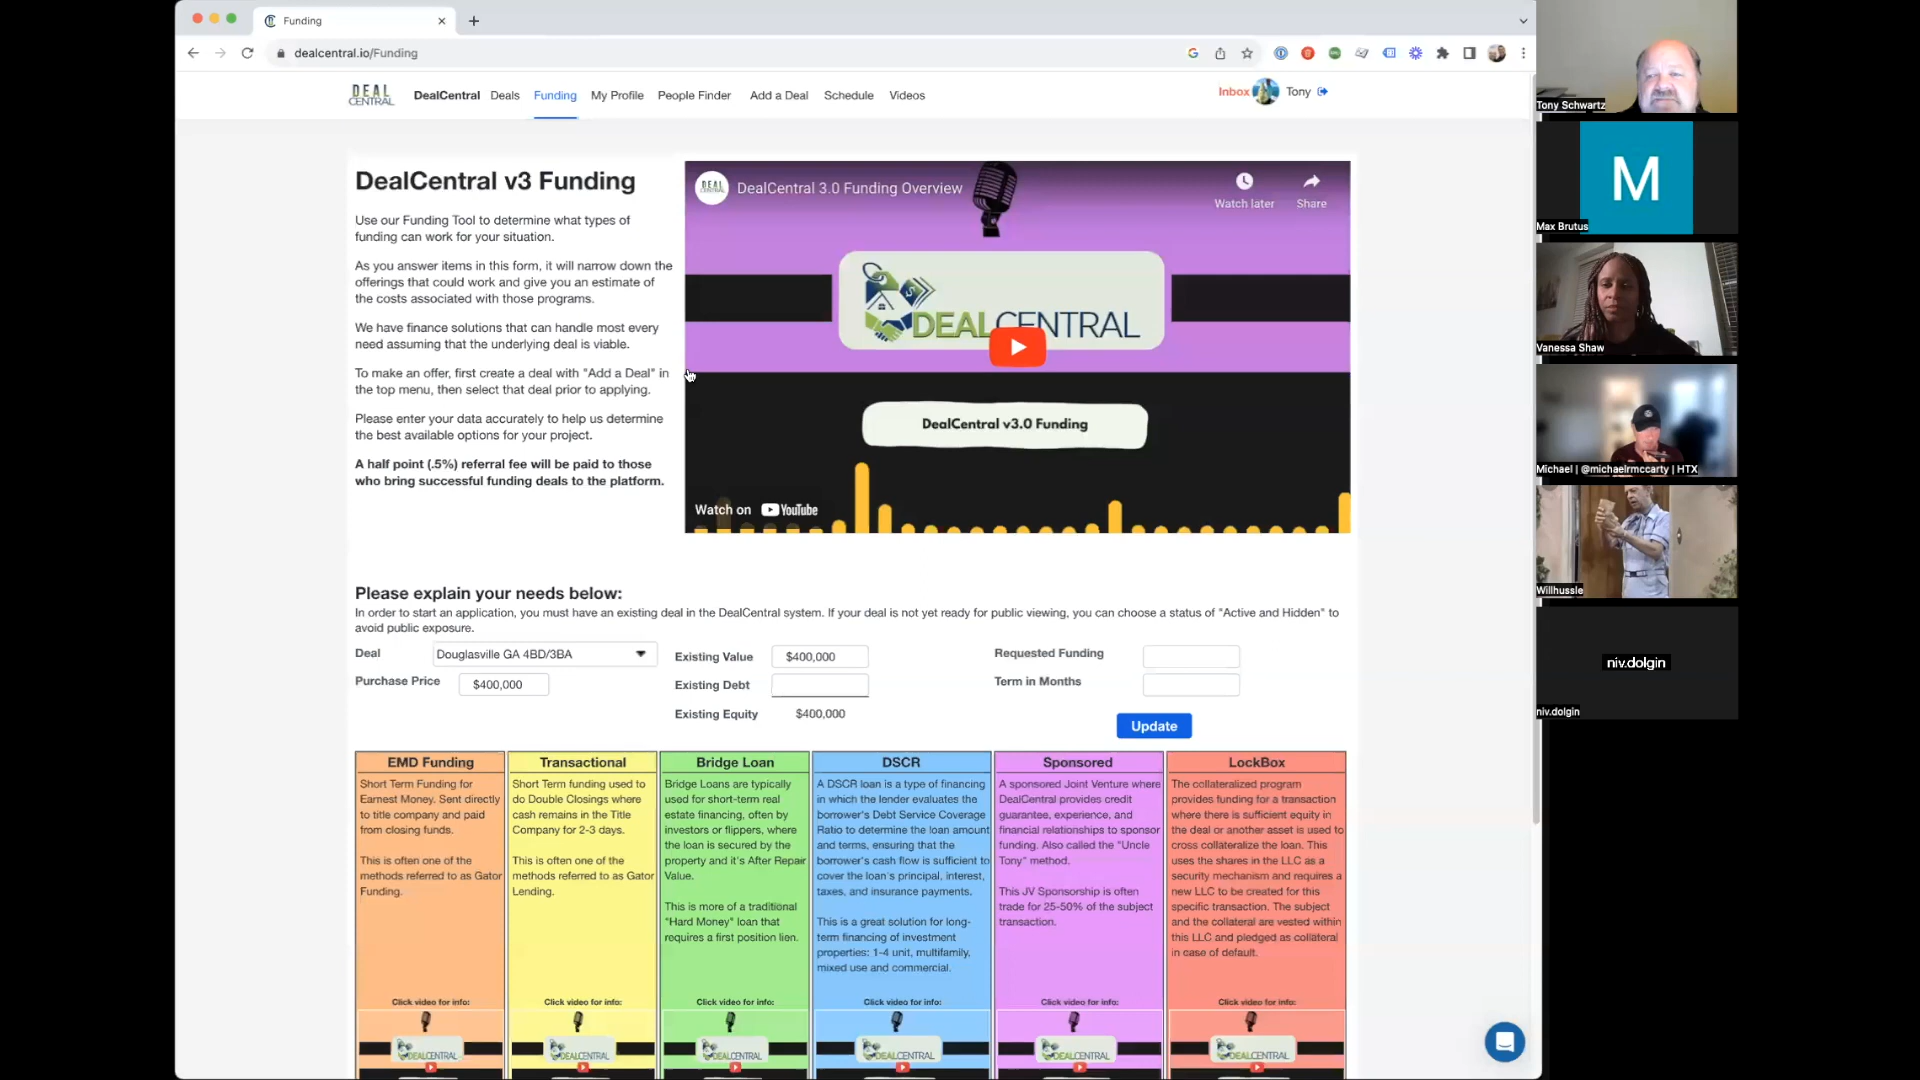 Funding
dealcentral.io/Funding
DEAL
CENTRAL
DealCentral Deals Funding My Profile People Finder Add a Deal Schedule Videos
Inbox Tony
DealCentral v3 Funding
Use our Funding Tool to determine what types of
funding can work for your situation.
As you answer items in this form, it will narrow down the
offerings that could work and give you an estimate of
the costs associated with those programs.
We have finance solutions that can handle most every
need assuming that the underlying deal is viable.
To make an offer, first create a deal with "Add a Deal" in
the top menu, then select that deal prior to applying.
Please enter your data accurately to help us determine
the best available options for your project.
A half point (.5%) referral fee will be paid to those
who bring successful funding deals to the platform.
DealCentral 3.0 Funding Overview
Watch later
Share
DEALCENTRAL
DealCentral v3.0 Funding
Watch on YouTube
Please explain your needs below:
In order to start an application, you must have an existing deal in the DealCentral system. If your deal is not yet ready for public viewing, you can choose a status of "Active and Hidden" to
avoid public exposure.
Deal Douglasville GA 4BD/3BA
Purchase Price $400,000
Existing Value $400,000
Existing Debt
Existing Equity $400,000
Requested Funding
Term in Months
Update
EMD Funding
Short Term Funding for
Earnest Money. Sent directly
to title company and paid
from closing funds.
This is often one of the
methods referred to as Gator
Funding.
Click video for info:
DEALCENTRAL
Transactional
Short Term funding used to
do Double Closings where
cash remains in the Title
Company for 2-3 days.
This is often one of the
methods referred to as Gator
Lending.
Click video for info:
DEALCENTRAL
Bridge Loan
Bridge Loans are typically
used for short-term real
estate financing, often by
investors or flippers, where
the loan is secured by the
property and it's After Repair
Value.
This is more of a traditional
"Hard Money" loan that
requires a first position lien.
Click video for info:
DEALCENTRAL
DSCR
A DSCR loan is a type of financing
in which the lender evaluates the
borrower's Debt Service Coverage
Ratio to determine the loan amount
and terms, ensuring that the
borrower's cash flow is sufficient to
cover the loan's principal, interest,
taxes, and insurance payments.
This is a great solution for long-
term financing of investment
properties: 1-4 unit, multifamily,
mixed use and commercial.
Click video for info:
DEALCENTRAL
Sponsored
A sponsored Joint Venture where
DealCentral provides credit
guarantee, experience, and
financial relationships to sponsor
funding. Also called the "Uncle
Tony" method.
This JV Sponsorship is often
trade for 25-50% of the subject
transaction.
Click video for info:
DEALCENTRAL
LockBox
The collateralized program
provides funding for a transaction
where there is sufficient equity in
the deal or another asset is used to
cross collateralize the loan. This
uses the shares in the LLC as a
security mechanism and requires a
new LLC to be created for this
specific transaction. The subject
and the collateral are vested within
this LLC and pledged as collateral
in case of default.
Click video for info:
DEALCENTRAL
Tony Schwartz
M
Max Brutus
Vanessa Shaw
Michael | @michaelrmccarty | HTX
Willhussle
niv.dolgin
niv.dolgin